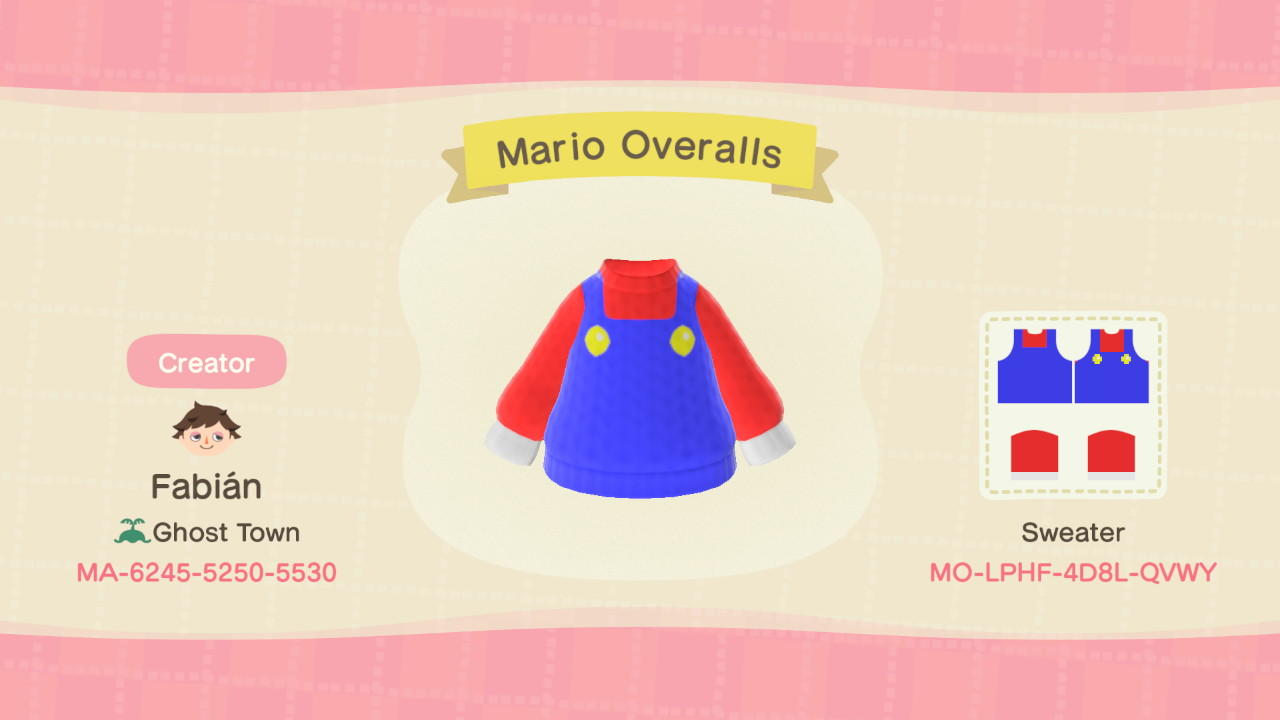 Mario Overalls
Creator
Fabián
Ghost Town
MA-6245-5250-5530
Sweater
MO-LPHF-4D8L-QVWY